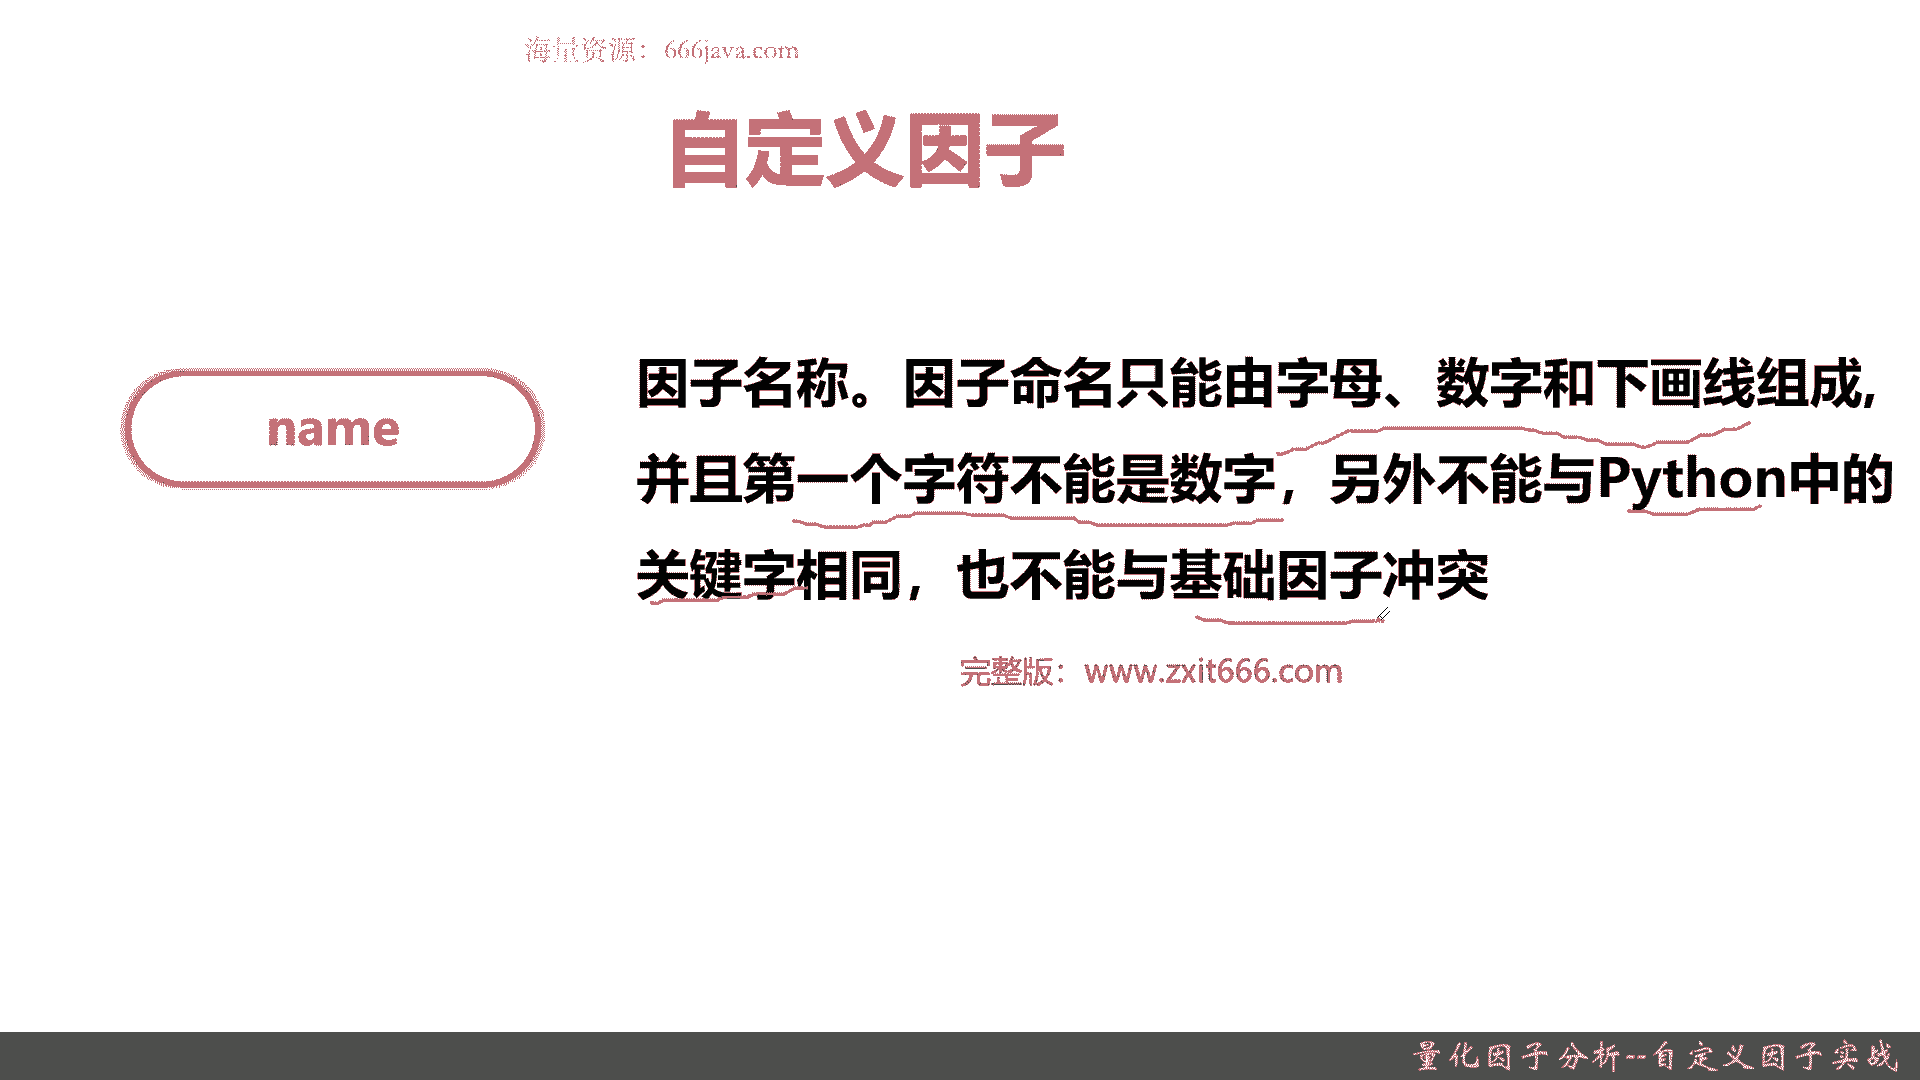 海量资源：666java.com
自定义因子
name
因子名称。因子命名只能由字母、数字和下画线组成,
并且第一个字符不能是数字，另外不能与Python中的
关键字相同，也不能与基础因子冲突
完整版：www.zxit666.com
量化因子分析--自定义因子实战